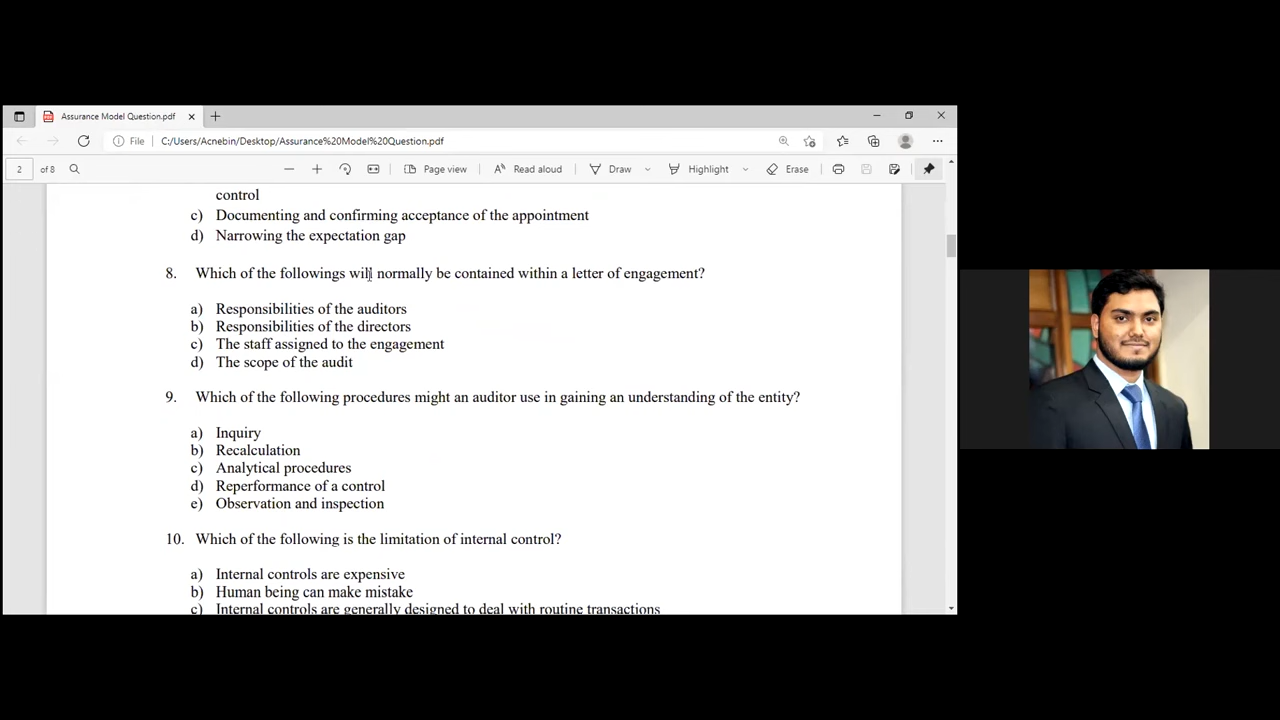 Assurance Model Question.pdf
File C:/Users/Acnebin/Desktop/Assurance%20Model%20Question.pdf
2 of 8 Page view Read aloud Draw Highlight Erase
control
c) Documenting and confirming acceptance of the appointment
d) Narrowing the expectation gap
8. Which of the followings will normally be contained within a letter of engagement?
a) Responsibilities of the auditors
b) Responsibilities of the directors
c) The staff assigned to the engagement
d) The scope of the audit
9. Which of the following procedures might an auditor use in gaining an understanding of the entity?
a) Inquiry
b) Recalculation
c) Analytical procedures
d) Reperformance of a control
e) Observation and inspection
10. Which of the following is the limitation of internal control?
a) Internal controls are expensive
b) Human being can make mistake
c) Internal controls are generally designed to deal with routine transactions